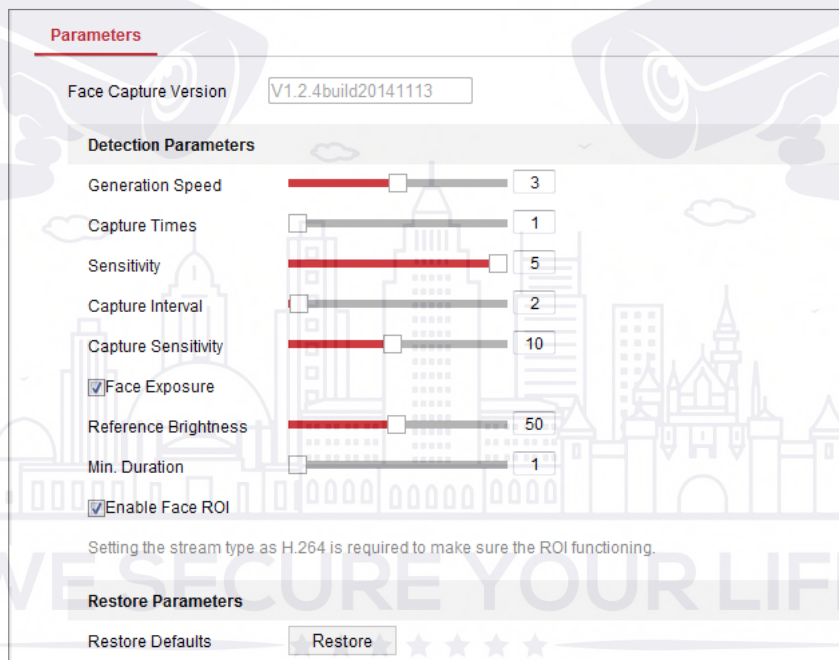 Parameters
Face Capture Version V1.2.4build20141113
Detection Parameters
Generation Speed 3
Capture Times 1
Sensitivity 5
Capture Interval 2
Capture Sensitivity 10
Face Exposure
Reference Brightness 50
Min. Duration 1
Enable Face ROI
Setting the stream type as H.264 is required to make sure the ROI functioning.
VE SECURE YOUR LIF
Restore Parameters
Restore Defaults Restore